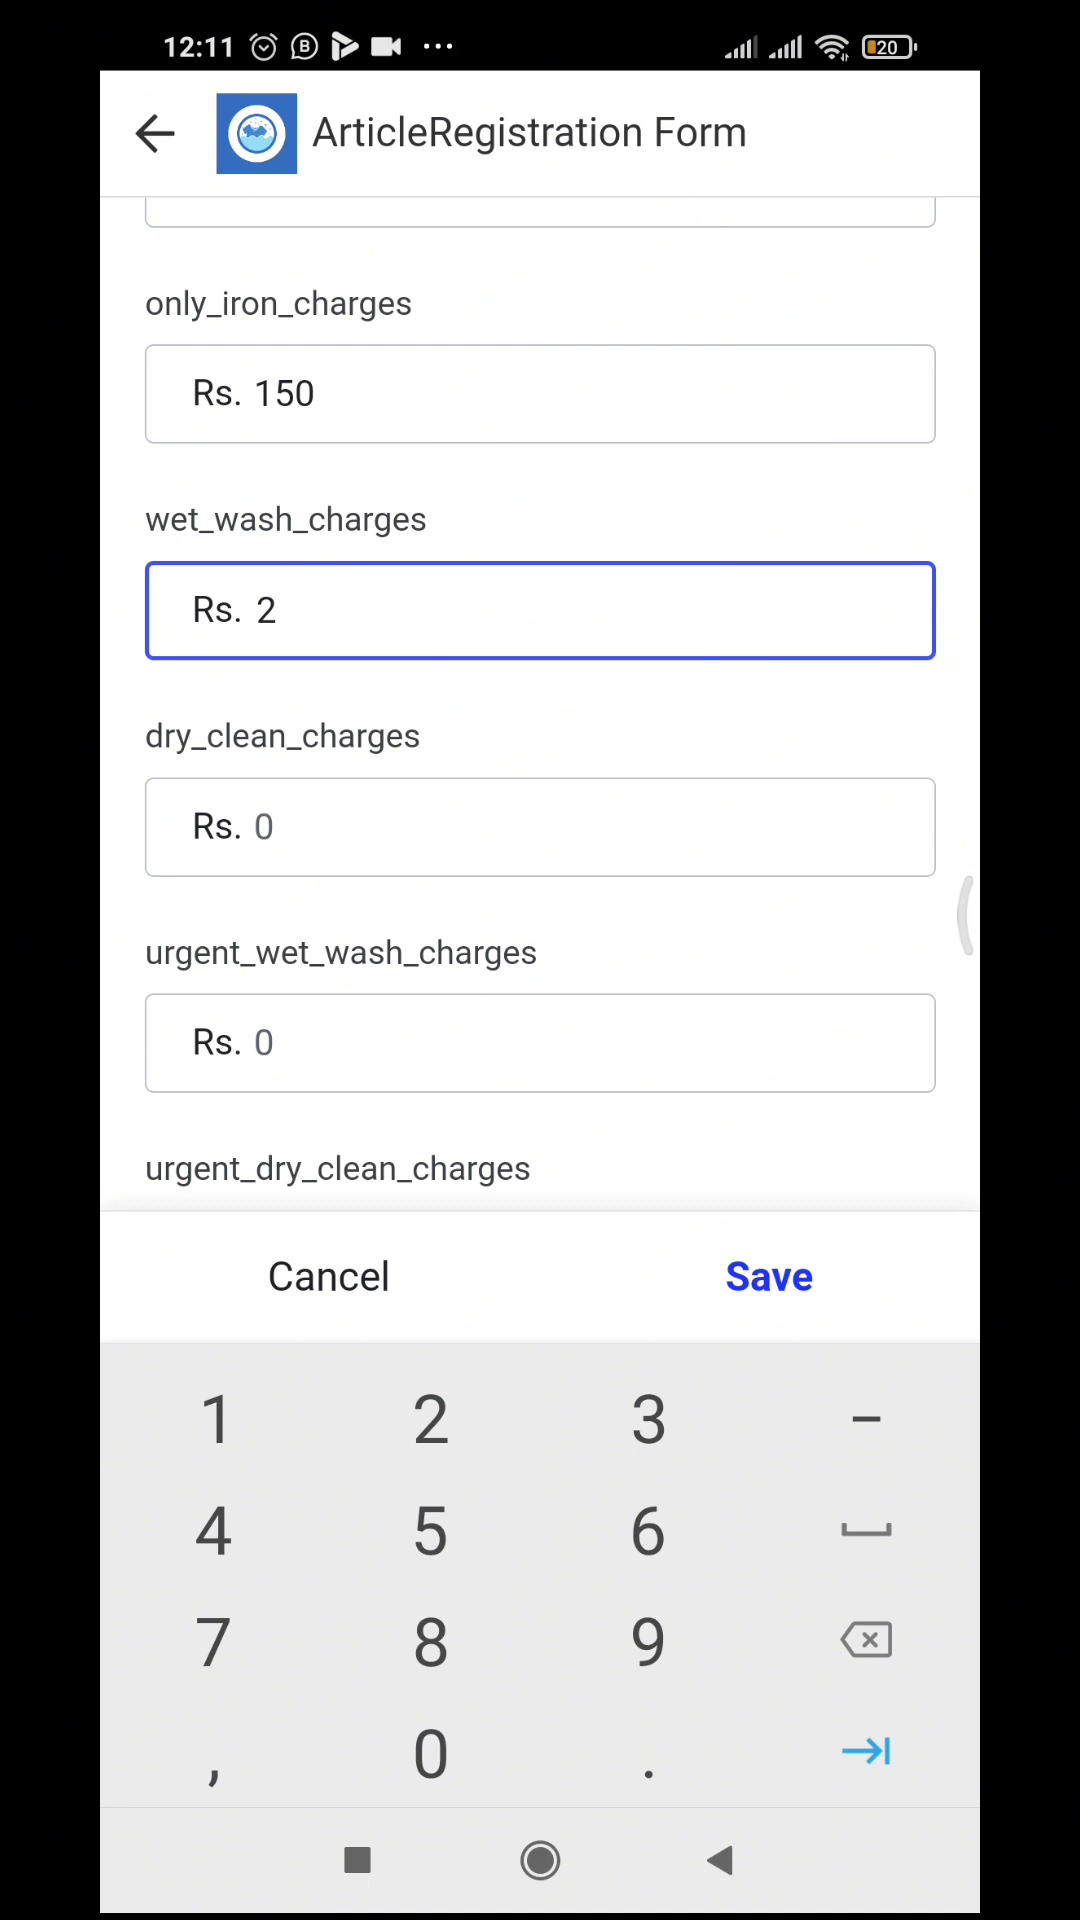 12:11
20
ArticleRegistration Form
only_iron_charges
Rs. 150
wet_wash_charges
Rs. 2
dry_clean_charges
Rs. 0
urgent_wet_wash_charges
Rs. 0
urgent_dry_clean_charges
Cancel Save
1 2 3 -
4 5 6
7 8 9
, 0 .